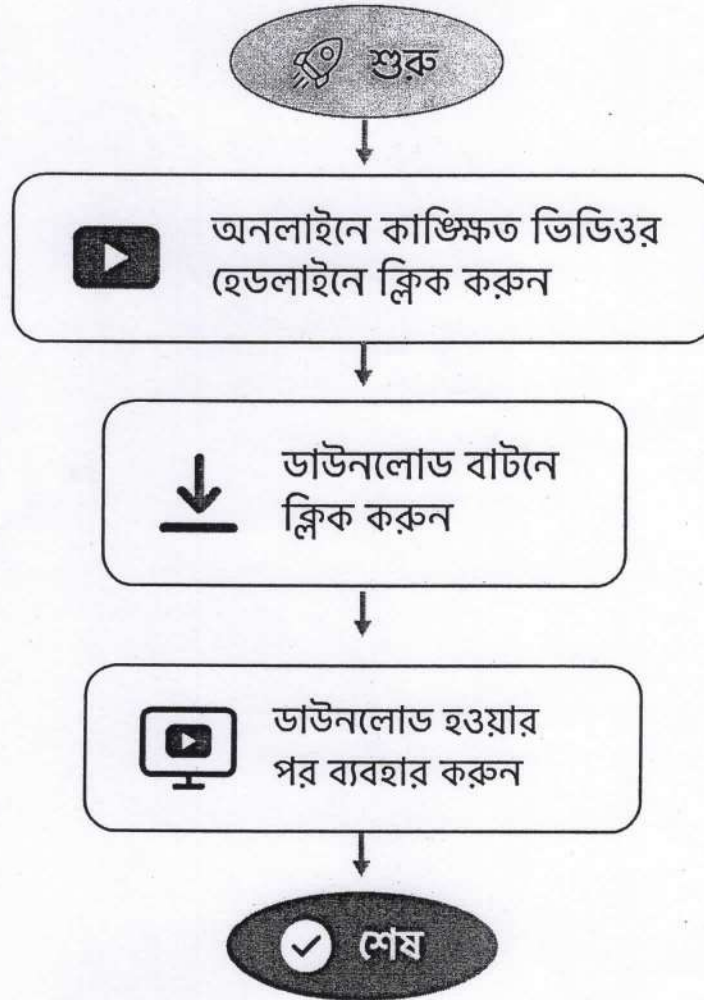 শুরু
অনলাইনে কাঙ্ক্ষিত ভিডিওর
হেডলাইনে ক্লিক করুন
ডাউনলোড বাটনে
ক্লিক করুন
ডাউনলোড হওয়ার
পর ব্যবহার করুন
শেষ